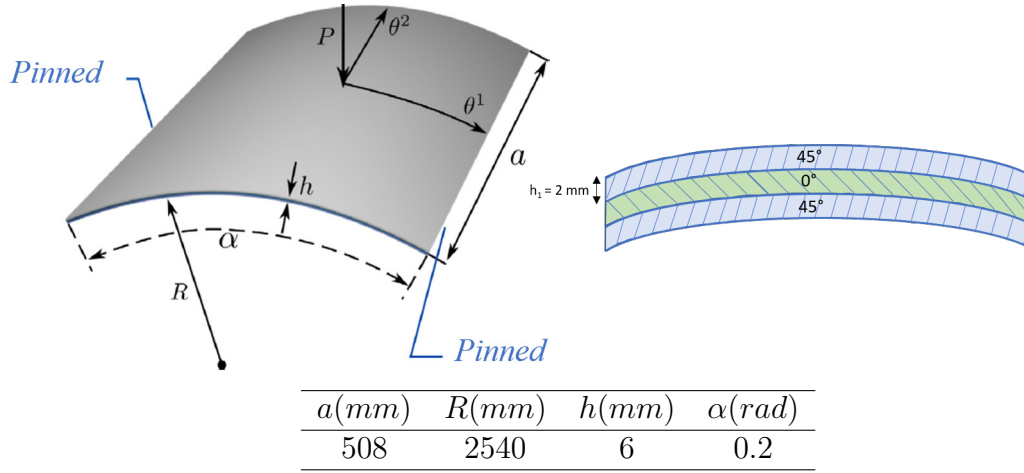 P
θ²
Pinned
θ¹
a
h
α
R
Pinned
45°
0°
45°
h₁ = 2 mm
a(mm) R(mm) h(mm) α(rad)
508 2540 6 0.2